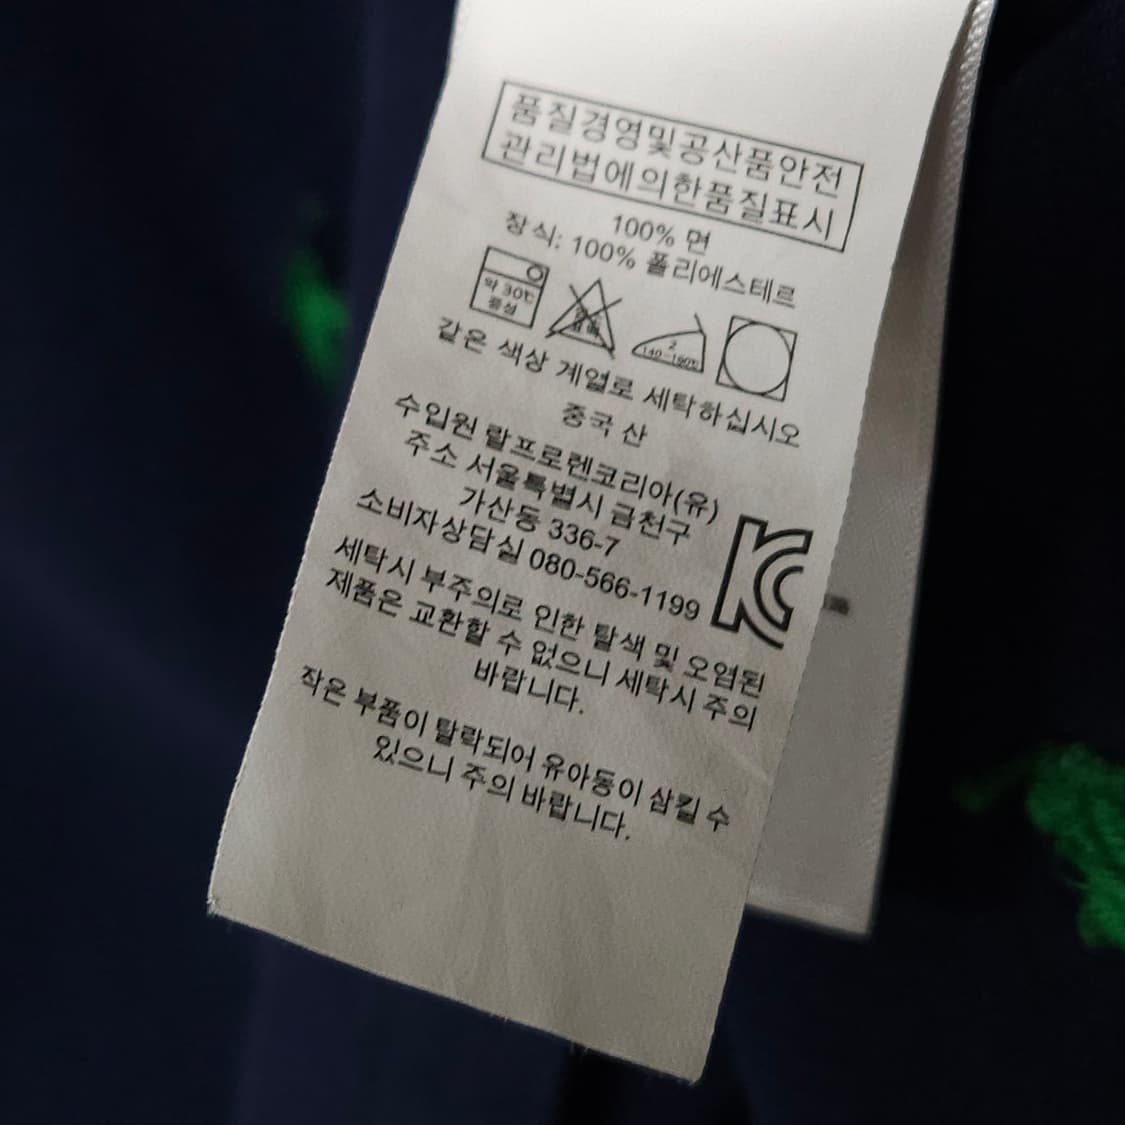 품질경영및공산품안전
관리법에의한품질표시
100% 면
장식: 100% 폴리에스테르
약 30℃
중성
2
140~160℃
같은 색상 계열로 세탁하십시오
중국 산
수입원 랄프로렌코리아(유)
주소 서울특별시 금천구
가산동 336-7
소비자상담실 080-566-1199
세탁시 부주의로 인한 탈색 및 오염된
제품은 교환할 수 없으니 세탁시 주의
바랍니다.
작은 부품이 탈락되어 유아동이 삼킬 수
있으니 주의 바랍니다.